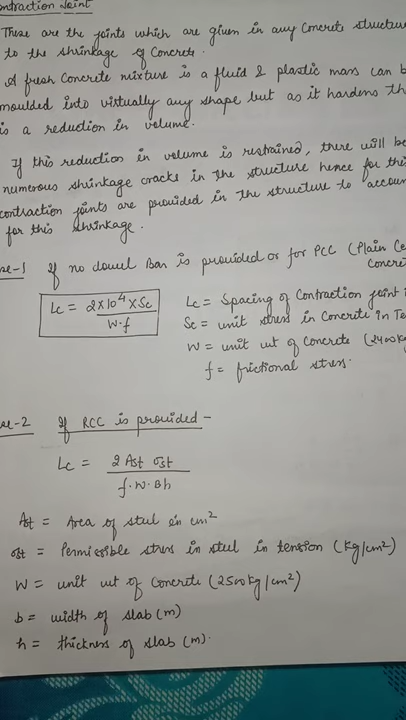 ontraction Joint
These are the joints which are given in any Concrete structure
to the shrinkage of Concrete.
A fresh Concrete mixture is a fluid & plastic mass can b
moulded into virtually any shape but as it hardens th
is a reduction in volume.
If this reduction in volume is restrained, there will be
numerous shrinkage cracks in the structure hence for this
contraction joints are provided in the structure to accoun
for this shrinkage.
se-1 If no dowel Bar is provided or for PCC (Plain Ce
Concrete
Lc = 2×10⁴×Sc / W·f
Lc = Spacing of Contraction joint i
Sc = unit stress in Concrete in Te
W = unit wt of Concrete (2400kg
f = frictional stress.
se-2 If RCC is provided -
Lc = 2 Ast σst / f·W·Bh
Ast = Area of steel in cm²
σst = Permissible stress in steel in tension (Kg/cm²)
W = unit wt of Concrete (2500kg/cm²)
b = width of slab (m)
h = thickness of slab (m).